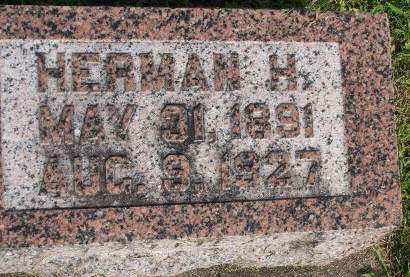 HERMAN H.
MAY 31, 1891
AUG. 9, 1927